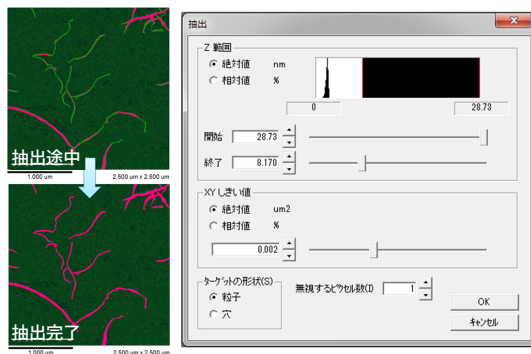 抽出途中
1.000 um
2.500 um x 2.500 um
抽出完了
1.000 um
2.500 um x 2.500 um
抽出
Z 範囲
絶対値 nm
相対値 %
0
28.73
開始 28.73
終了 8.170
XYしきい値
絶対値 um2
相対値 %
0.002
ターゲットの形状(S)
粒子
穴
無視するピクセル数(I) 1
OK
キャンセル